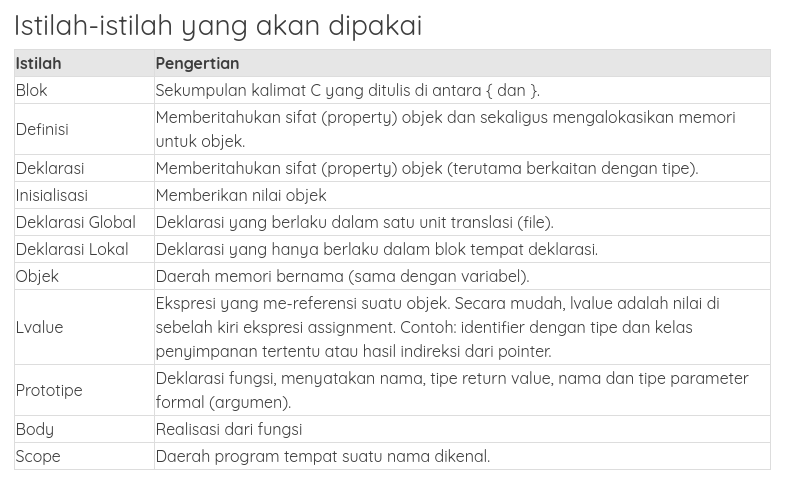 Istilah-istilah yang akan dipakai
Istilah Pengertian
Blok Sekumpulan kalimat C yang ditulis di antara { dan }.
Definisi Memberitahukan sifat (property) objek dan sekaligus mengalokasikan memori
untuk objek.
Deklarasi Memberitahukan sifat (property) objek (terutama berkaitan dengan tipe).
Inisialisasi Memberikan nilai objek
Deklarasi Global Deklarasi yang berlaku dalam satu unit translasi (file).
Deklarasi Lokal Deklarasi yang hanya berlaku dalam blok tempat deklarasi.
Objek Daerah memori bernama (sama dengan variabel).
Lvalue Ekspresi yang me-referensi suatu objek. Secara mudah, lvalue adalah nilai di
sebelah kiri ekspresi assignment. Contoh: identifier dengan tipe dan kelas
penyimpanan tertentu atau hasil indireksi dari pointer.
Prototipe Deklarasi fungsi, menyatakan nama, tipe return value, nama dan tipe parameter
formal (argumen).
Body Realisasi dari fungsi
Scope Daerah program tempat suatu nama dikenal.